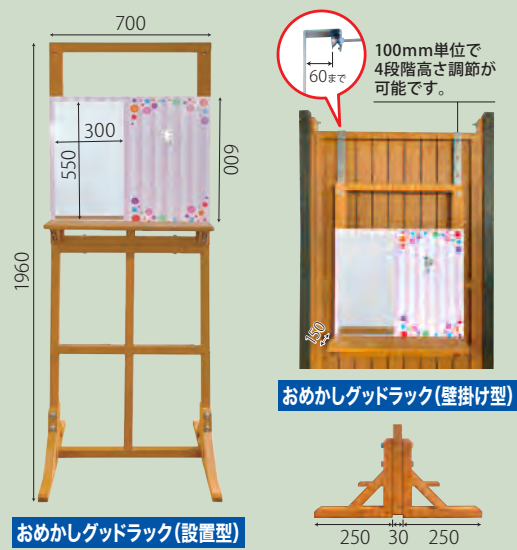 700
300
550
600
1960
おめかしグッドラック(設置型)
60まで
100mm単位で
4段階高さ調節が
可能です。
150
おめかしグッドラック(壁掛け型)
250 30 250